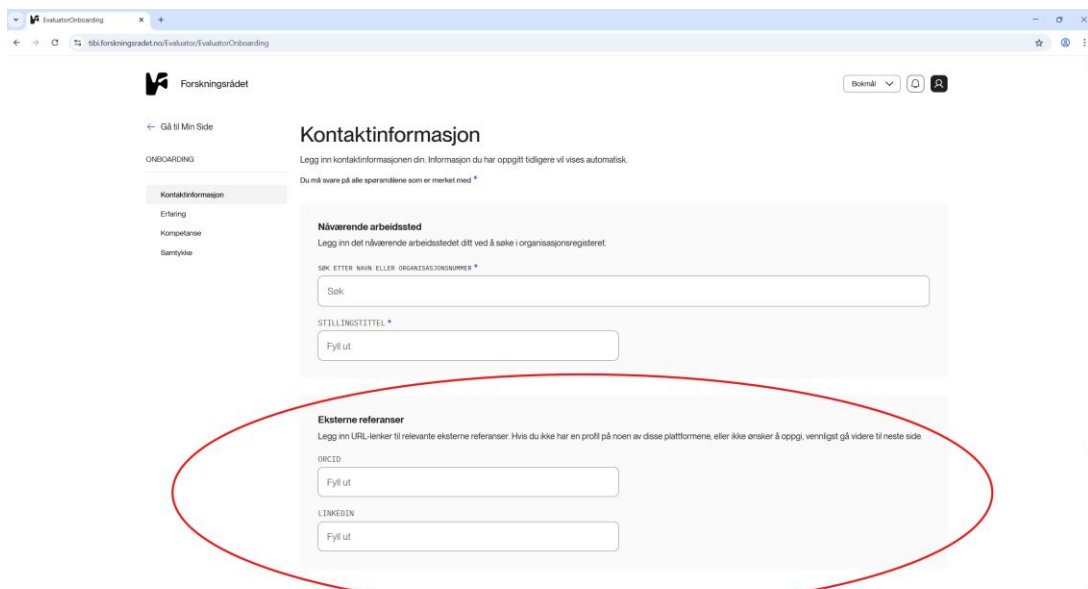 EvaluatorOnboarding
tibi.forskningsradet.no/Evaluator/EvaluatorOnboarding
Forskningsrådet
Bokmål
← Gå til Min Side
ONBOARDING
Kontaktinformasjon
Erfaring
Kompetanse
Samtykke
Kontaktinformasjon
Legg inn kontaktinformasjonen din. Informasjon du har oppgitt tidligere vil vises automatisk.
Du må svare på alle spørsmålene som er merket med *
Nåværende arbeidssted
Legg inn det nåværende arbeidsstedet ditt ved å søke i organisasjonsregisteret.
SØK ETTER NAVN ELLER ORGANISASJONSNUMMER *
Søk
STILLINGSTITTEL *
Fyll ut
Eksterne referanser
Legg inn URL-lenker til relevante eksterne referanser. Hvis du ikke har en profil på noen av disse plattformene, eller ikke ønsker å oppgi, vennligst gå videre til neste side.
ORCID
Fyll ut
LINKEDIN
Fyll ut